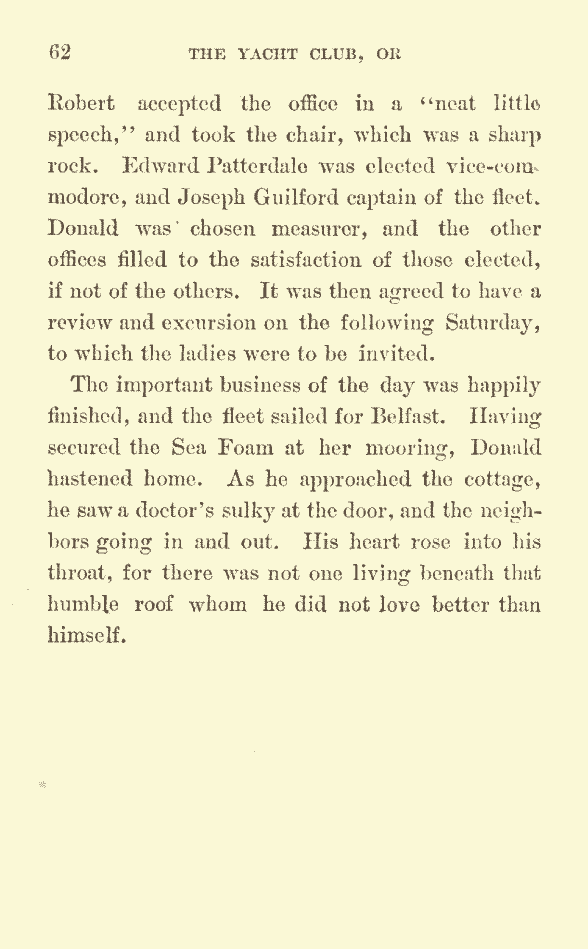 62 THE YACHT CLUB, OR
Robert accepted the office in a “neat little
speech,” and took the chair, which was a sharp
rock. Edward Patterdale was elected vice-com-
modore, and Joseph Guilford captain of the fleet.
Donald was chosen measurer, and the other
offices filled to the satisfaction of those elected,
if not of the others. It was then agreed to have a
review and excursion on the following Saturday,
to which the ladies were to be invited.
The important business of the day was happily
finished, and the fleet sailed for Belfast. Having
secured the Sea Foam at her mooring, Donald
hastened home. As he approached the cottage,
he saw a doctor’s sulky at the door, and the neigh-
bors going in and out. His heart rose into his
throat, for there was not one living beneath that
humble roof whom he did not love better than
himself.